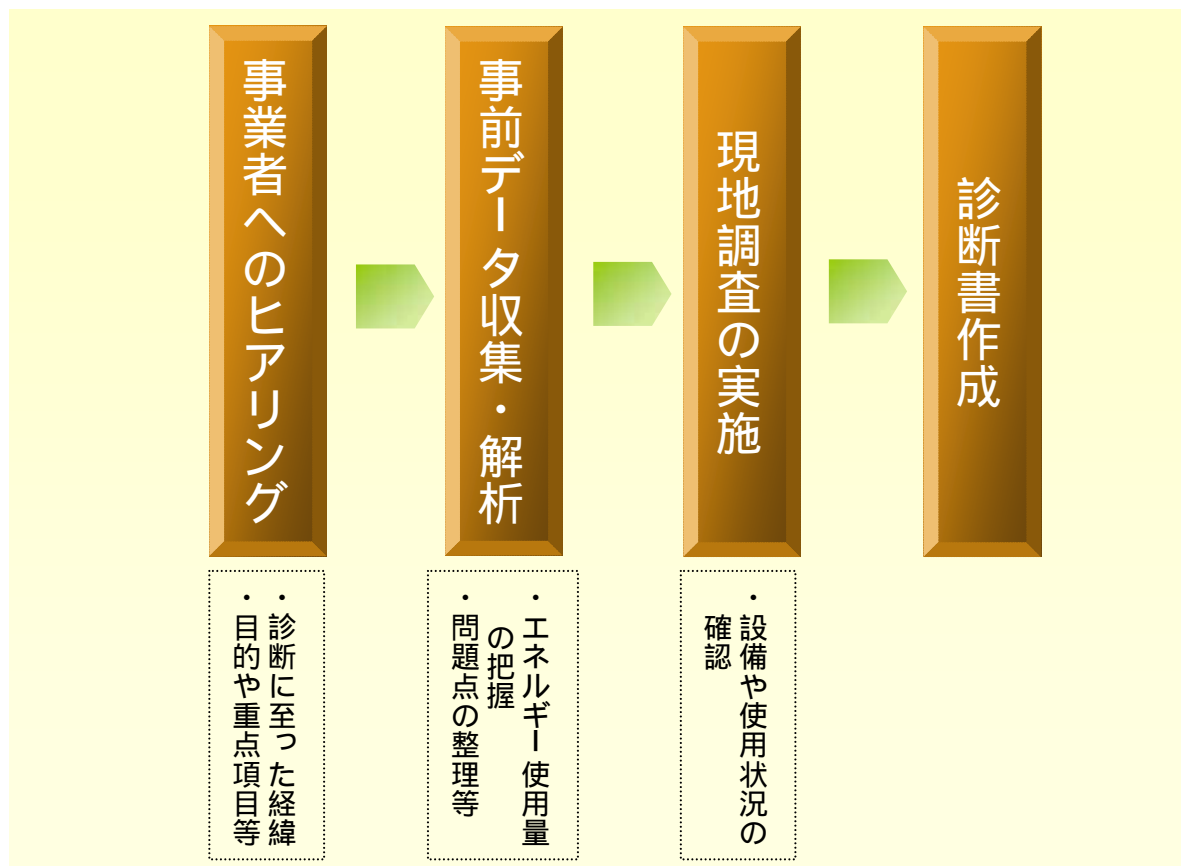 事業者へのヒアリング
事前データ収集・解析
現地調査の実施
診断書作成
・診断に至った経緯
・目的や重点項目等
・エネルギー使用量
の把握
・問題点の整理等
・設備や使用状況の
確認